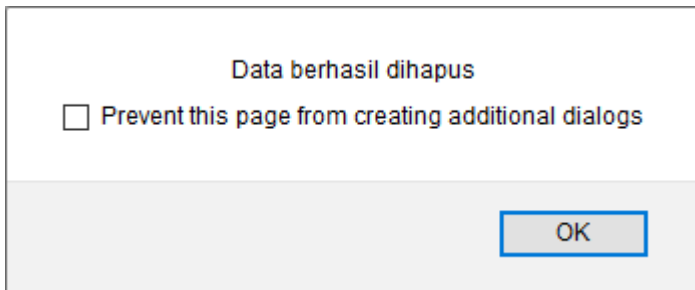 Data berhasil dihapus
Prevent this page from creating additional dialogs
OK